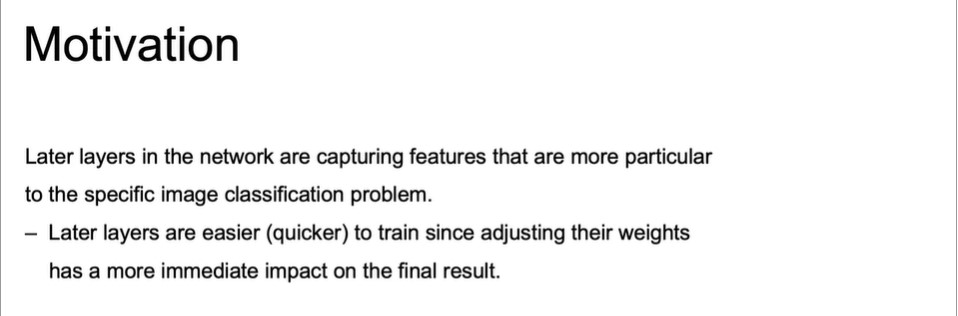 Motivation
Later layers in the network are capturing features that are more particular
to the specific image classification problem.
– Later layers are easier (quicker) to train since adjusting their weights
has a more immediate impact on the final result.